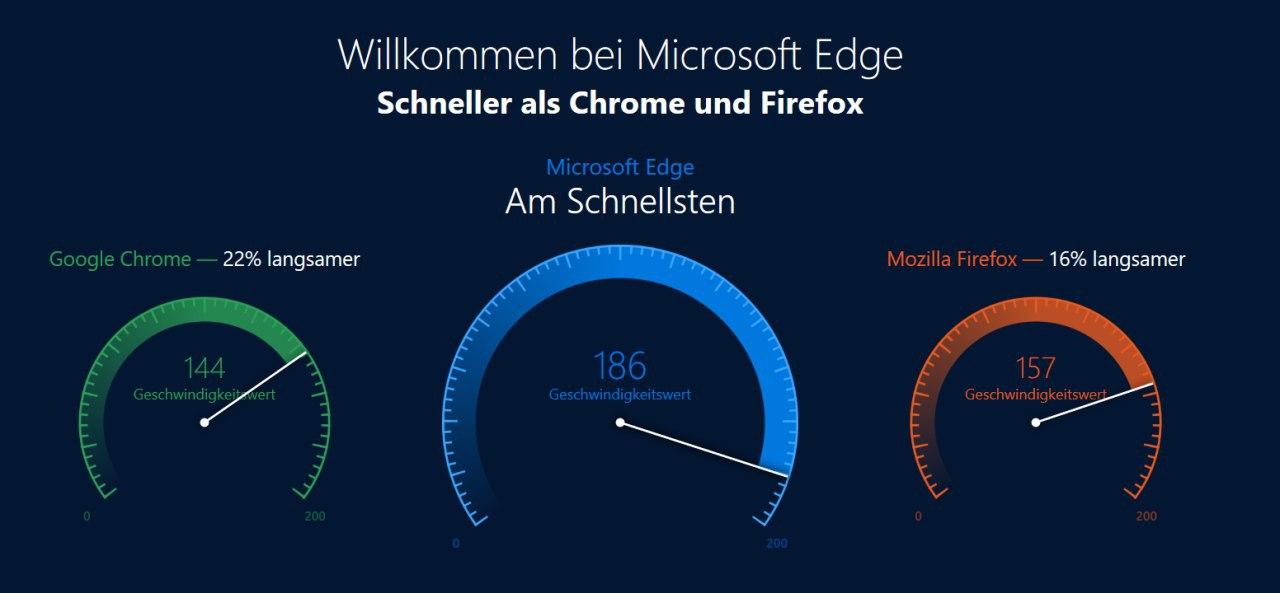 Willkommen bei Microsoft Edge
Schneller als Chrome und Firefox
Microsoft Edge
Am Schnellsten
Google Chrome — 22% langsamer
144
Geschwindigkeitswert
0
200
186
Geschwindigkeitswert
0
200
Mozilla Firefox — 16% langsamer
157
Geschwindigkeitswert
0
200